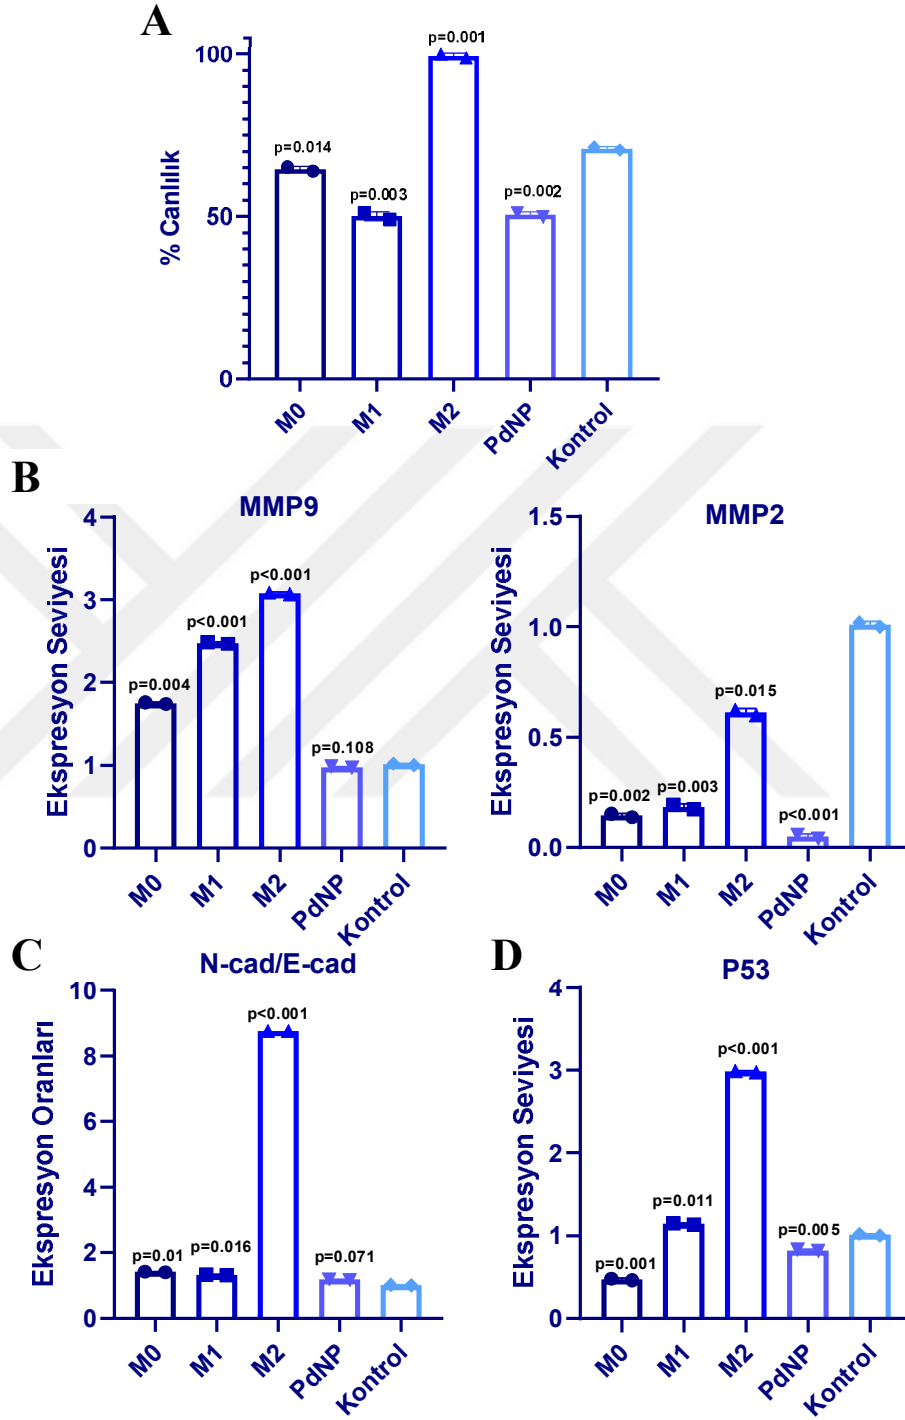 A
% Canlılık
100
50
0
p=0.014
p=0.003
p=0.001
p=0.002
M0
M1
M2
PdNP
Kontrol
B
MMP9
Ekspresyon Seviyesi
4
3
2
1
0
p=0.004
p<0.001
p<0.001
p=0.108
M0
M1
M2
PdNP
Kontrol
MMP2
Ekspresyon Seviyesi
1.5
1.0
0.5
0.0
p=0.002
p=0.003
p=0.015
p<0.001
M0
M1
M2
PdNP
Kontrol
C
N-cad/E-cad
Ekspresyon Oranları
10
8
6
4
2
0
p=0.01
p=0.016
p<0.001
p=0.071
M0
M1
M2
PdNP
Kontrol
D
P53
Ekspresyon Seviyesi
4
3
2
1
0
p=0.001
p=0.011
p<0.001
p=0.005
M0
M1
M2
PdNP
Kontrol